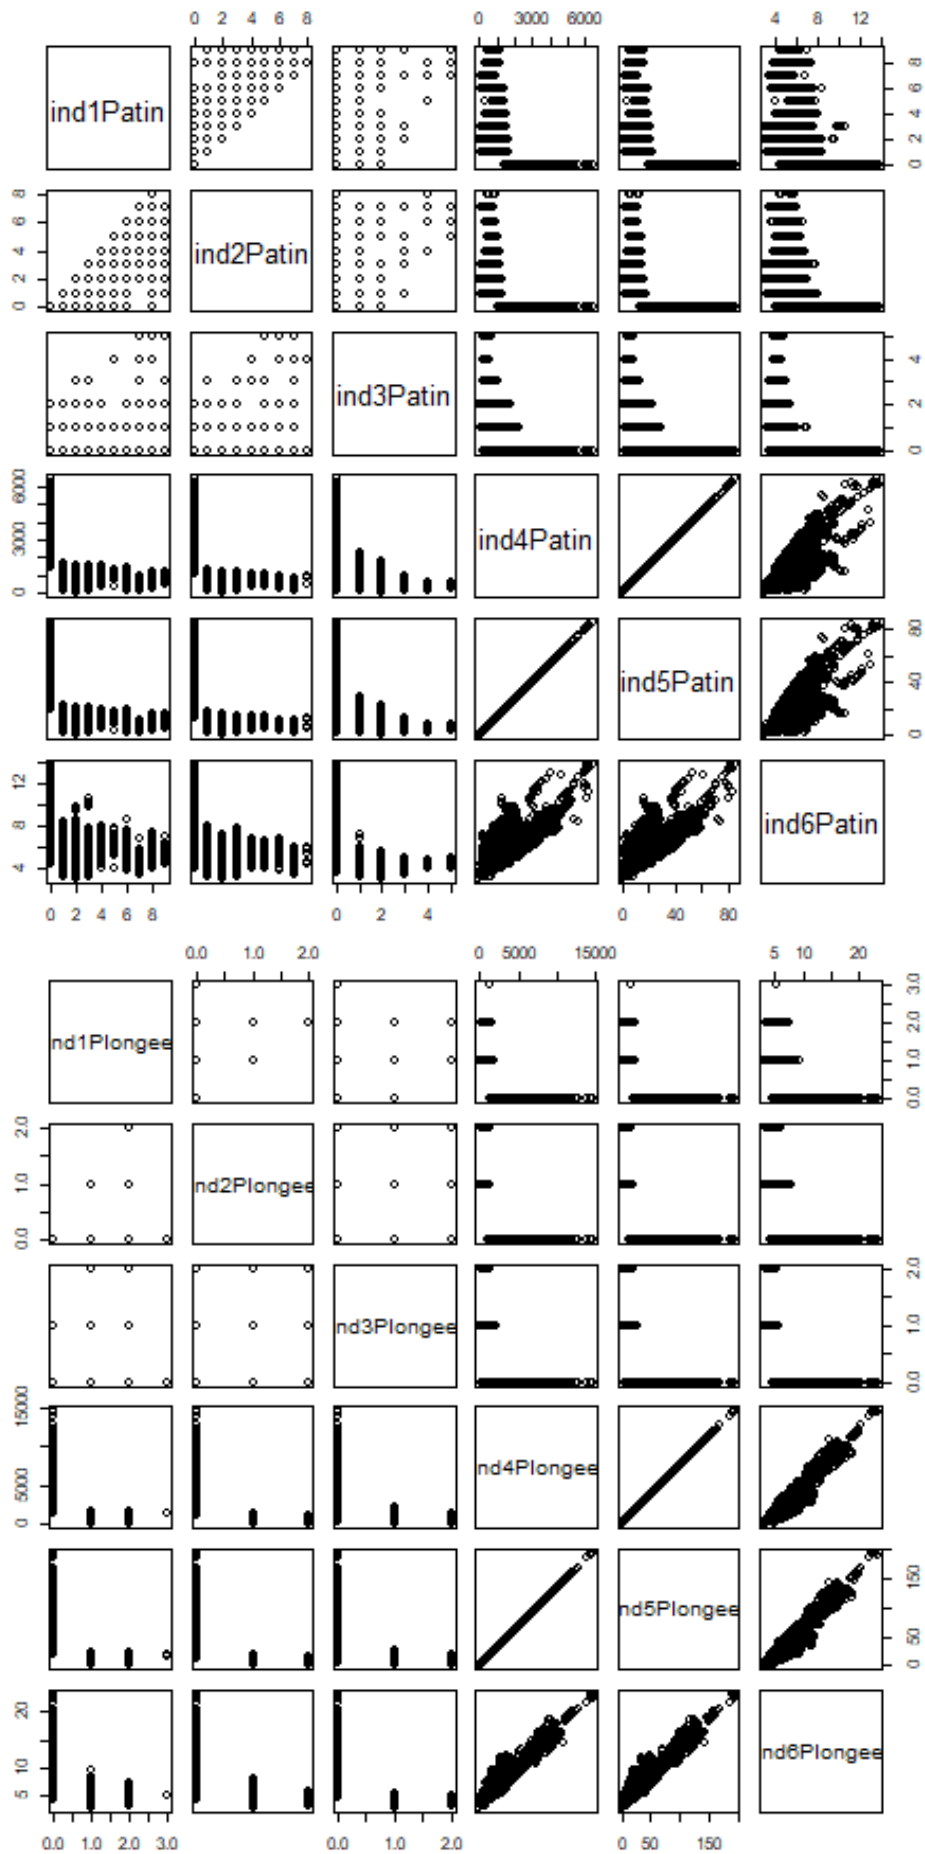 0 2 4 6 8 0 3000 6000 4 8 12
ind1Patin
0 2 4 6 8
0 2 4 6 8
ind2Patin
ind3Patin
0 2 4
0 3000 6000
ind4Patin
ind5Patin
0 40 80
4 8 12
ind6Patin
0 2 4 6 8 0 2 4 0 40 80
0.0 1.0 2.0 0 5000 15000 5 10 20
nd1Plongee
0.0 1.0 2.0 3.0
0.0 1.0 2.0
nd2Plongee
nd3Plongee
0.0 1.0 2.0
0 5000 15000
nd4Plongee
nd5Plongee
0 50 150
5 10 20
nd6Plongee
0.0 1.0 2.0 3.0 0.0 1.0 2.0 0 50 150